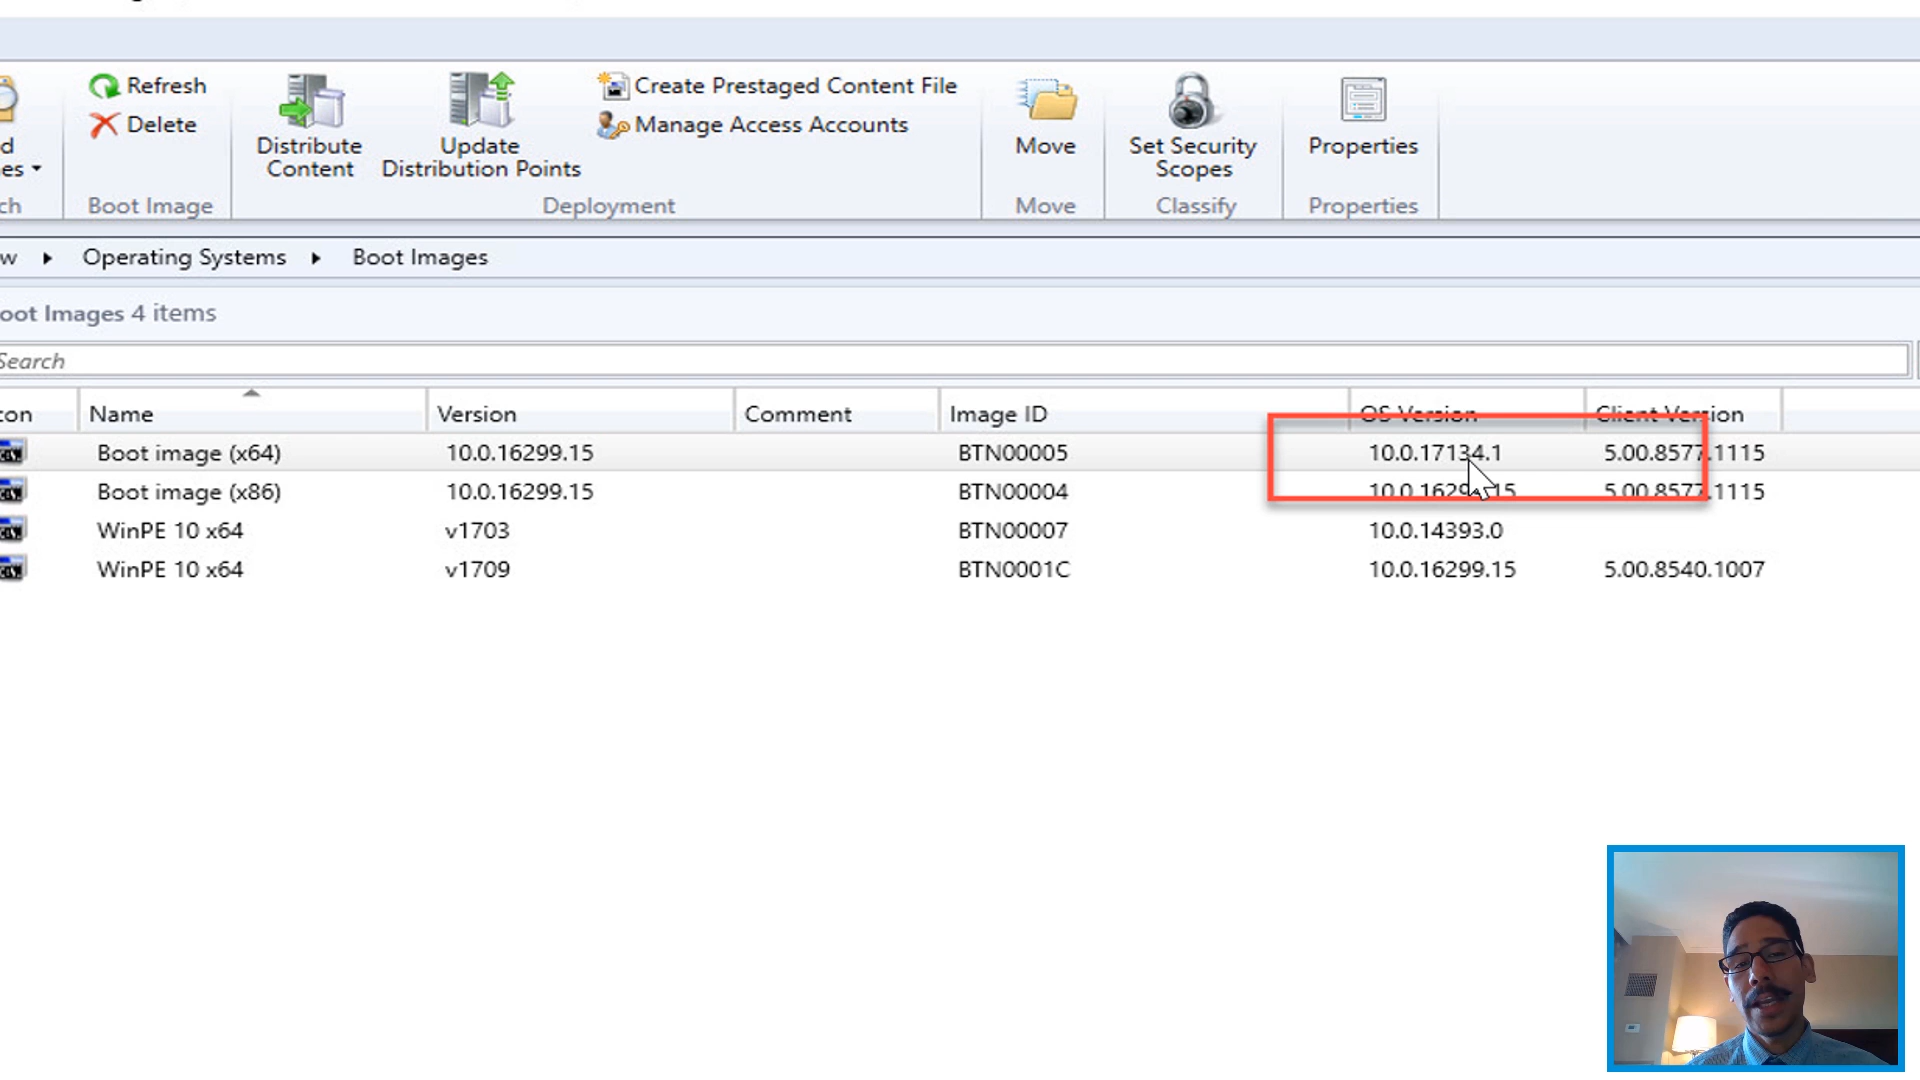 Refresh
Delete
Boot Image
Distribute
Content
Update
Distribution Points
Create Prestaged Content File
Manage Access Accounts
Deployment
Move
Move
Set Security
Scopes
Classify
Properties
Properties
w Operating Systems Boot Images
oot Images 4 items
Search
con Name Version Comment Image ID OS Version Client Version
Boot image (x64) 10.0.16299.15 BTN00005 10.0.17134.1 5.00.8577.1115
Boot image (x86) 10.0.16299.15 BTN00004 10.0.16299.15 5.00.8577.1115
WinPE 10 x64 v1703 BTN00007 10.0.14393.0
WinPE 10 x64 v1709 BTN0001C 10.0.16299.15 5.00.8540.1007